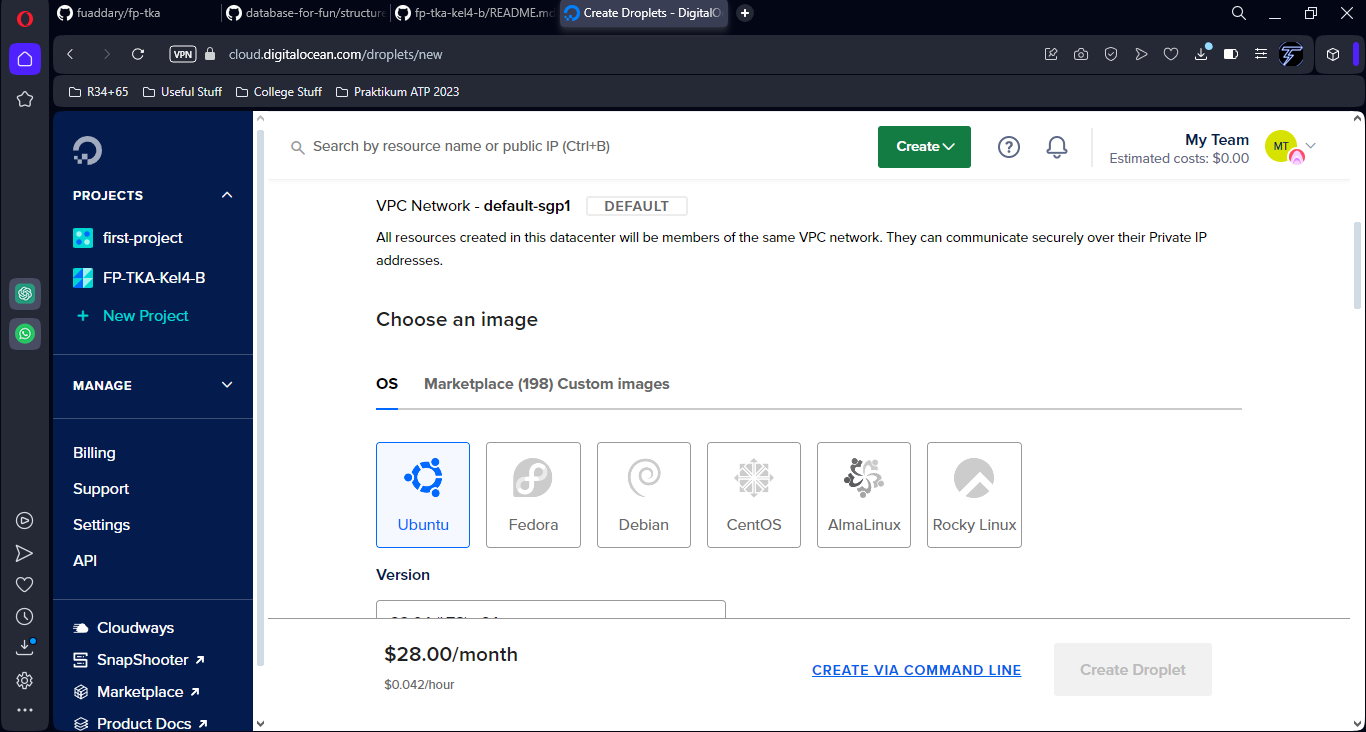 fuaddary/fp-tka
database-for-fun/structure
fp-tka-kel4-b/README.md
Create Droplets - DigitalO
VPN
cloud.digitalocean.com/droplets/new
R34+65
Useful Stuff
College Stuff
Praktikum ATP 2023
Search by resource name or public IP (Ctrl+B)
Create
My Team
Estimated costs: $0.00
MT
PROJECTS
first-project
FP-TKA-Kel4-B
+ New Project
MANAGE
Billing
Support
Settings
API
Cloudways
SnapShooter
Marketplace
Product Docs
VPC Network - default-sgp1
DEFAULT
All resources created in this datacenter will be members of the same VPC network. They can communicate securely over their Private IP
addresses.
Choose an image
OS
Marketplace (198)
Custom images
Ubuntu
Fedora
Debian
CentOS
AlmaLinux
Rocky Linux
Version
$28.00/month
$0.042/hour
CREATE VIA COMMAND LINE
Create Droplet